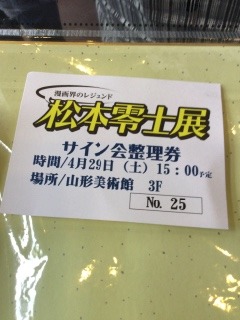 漫画界のレジェンド
松本零士展
サイン会整理券
時間/4月29日（土）15：00予定
場所/山形美術館　3F
No. 25